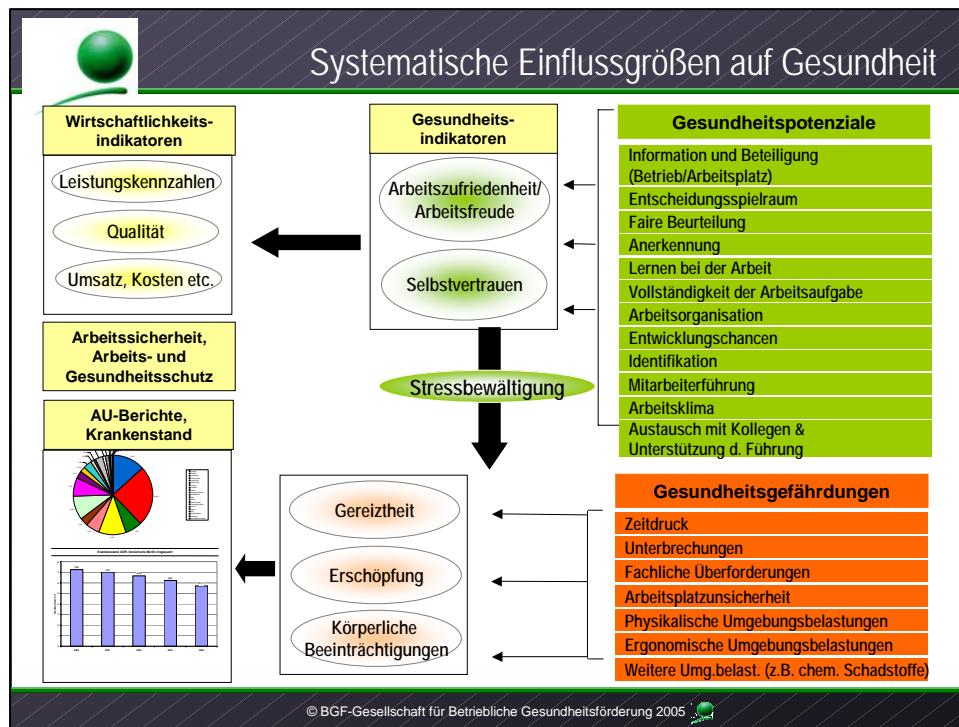 Systematische Einflussgrößen auf Gesundheit
Wirtschaftlichkeits-
indikatoren
Leistungskennzahlen
Qualität
Umsatz, Kosten etc.
Arbeitssicherheit,
Arbeits- und
Gesundheitsschutz
AU-Berichte,
Krankenstand
Gesundheits-
indikatoren
Arbeitszufriedenheit/
Arbeitsfreude
Selbstvertrauen
Stressbewältigung
Gereiztheit
Erschöpfung
Körperliche
Beeinträchtigungen
Gesundheitspotenziale
Information und Beteiligung
(Betrieb/Arbeitsplatz)
Entscheidungsspielraum
Faire Beurteilung
Anerkennung
Lernen bei der Arbeit
Vollständigkeit der Arbeitsaufgabe
Arbeitsorganisation
Entwicklungschancen
Identifikation
Mitarbeiterführung
Arbeitsklima
Austausch mit Kollegen &
Unterstützung d. Führung
Gesundheitsgefährdungen
Zeitdruck
Unterbrechungen
Fachliche Überforderungen
Arbeitsplatzunsicherheit
Physikalische Umgebungsbelastungen
Ergonomische Umgebungsbelastungen
Weitere Umg.belast. (z.B. chem. Schadstoffe)
© BGF-Gesellschaft für Betriebliche Gesundheitsförderung 2005